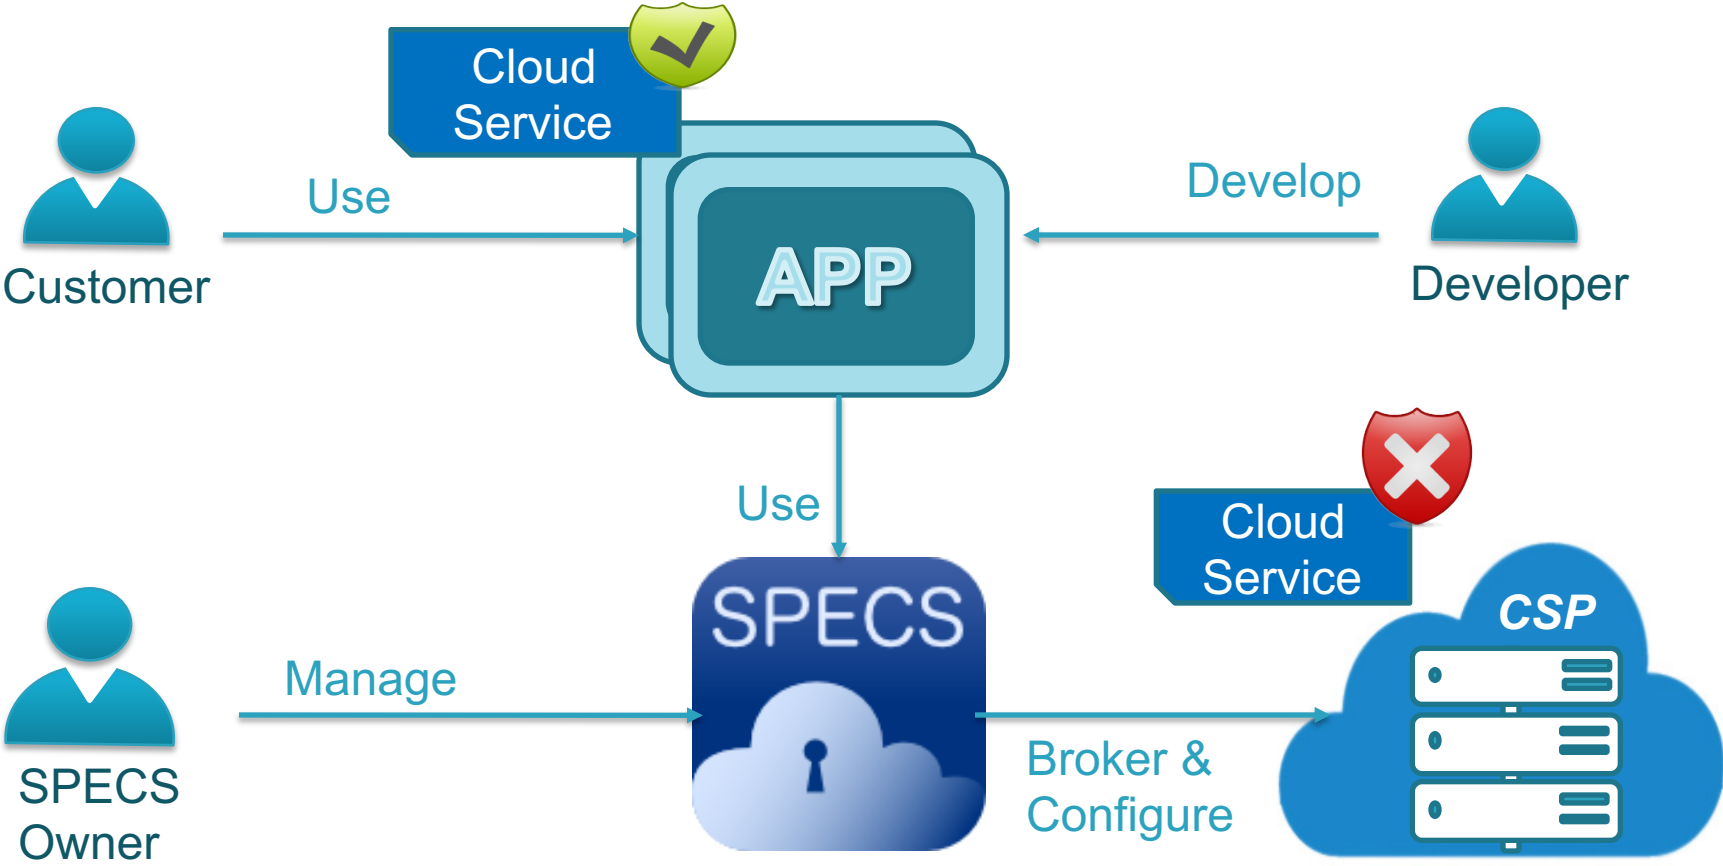 Cloud
Service
Use
Develop
APP
Customer
Developer
Use
Cloud
Service
SPECS
CSP
Manage
Broker &
Configure
SPECS
Owner